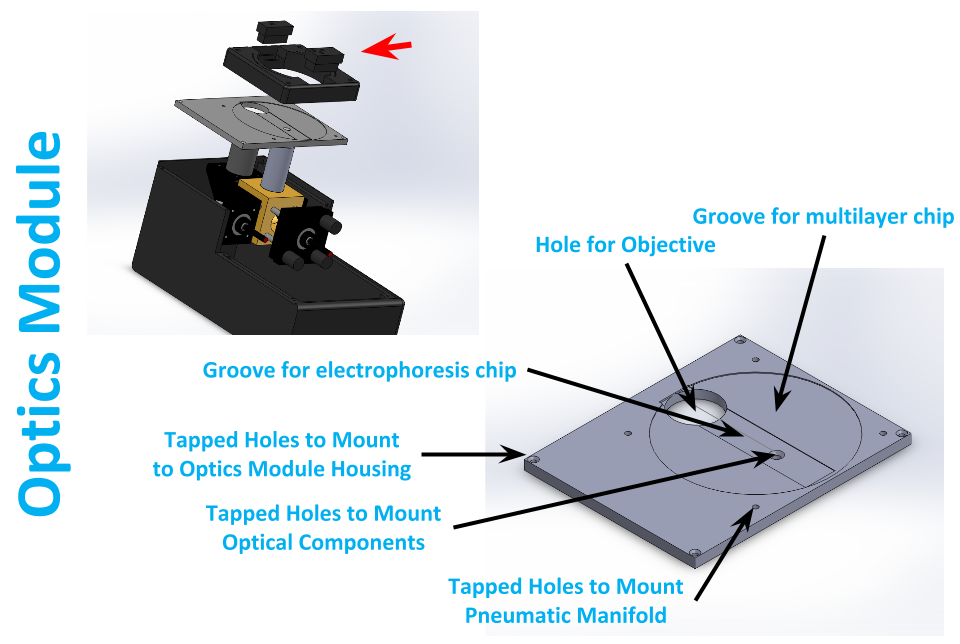 Optics Module
Groove for multilayer chip
Hole for Objective
Groove for electrophoresis chip
Tapped Holes to Mount
to Optics Module Housing
Tapped Holes to Mount
Optical Components
Tapped Holes to Mount
Pneumatic Manifold